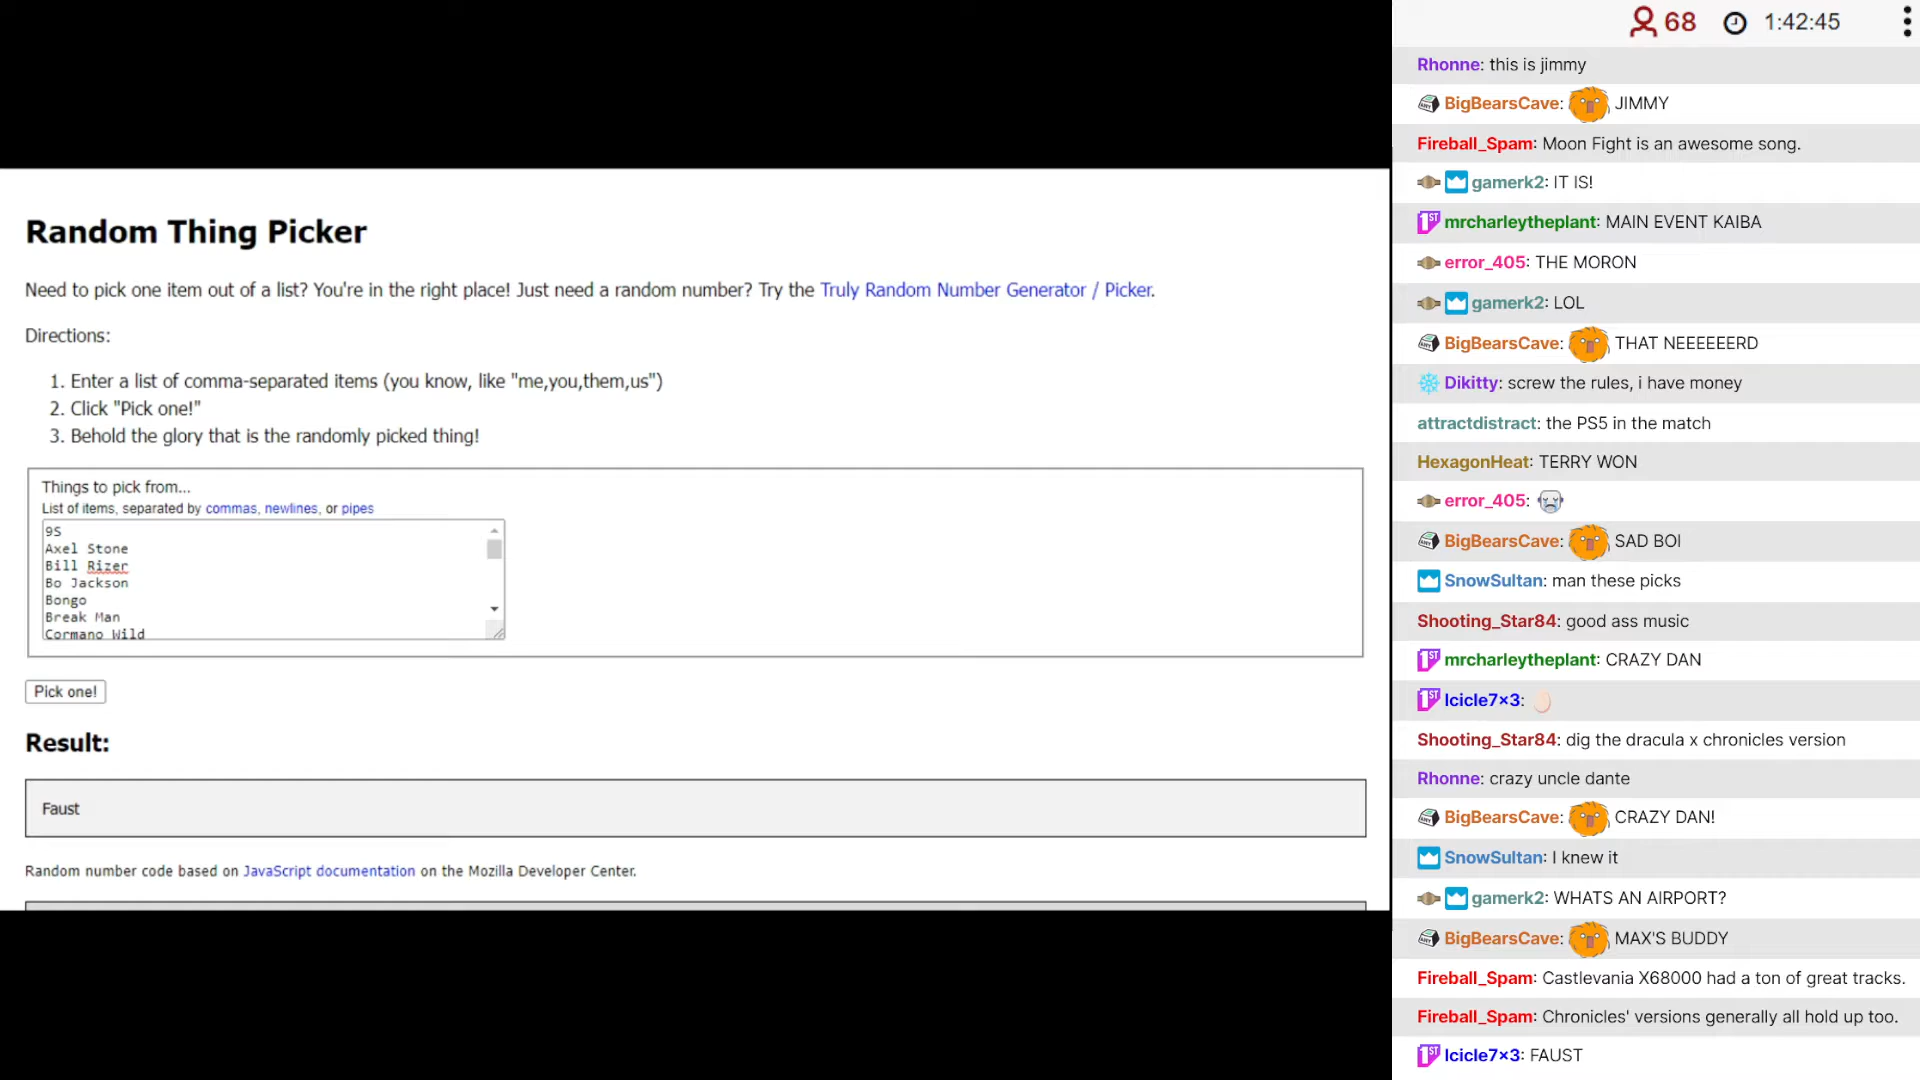 Random Thing Picker
Need to pick one item out of a list? You're in the right place! Just need a random number? Try the Truly Random Number Generator / Picker.
Directions:
1. Enter a list of comma-separated items (you know, like "me,you,them,us")
2. Click "Pick one!"
3. Behold the glory that is the randomly picked thing!
Things to pick from...
List of items, separated by commas, newlines, or pipes
9S
Axel Stone
Bill Rizer
Bo Jackson
Bongo
Break Man
Cormano Wild
Pick one!
Result:
Faust
Random number code based on JavaScript documentation on the Mozilla Developer Center.
68 1:42:45
Rhonne: this is jimmy
BigBearsCave: JIMMY
Fireball_Spam: Moon Fight is an awesome song.
gamerk2: IT IS!
1ST mrcharleytheplant: MAIN EVENT KAIBA
error_405: THE MORON
gamerk2: LOL
BigBearsCave: THAT NEEEEEERD
Dikitty: screw the rules, i have money
attractdistract: the PS5 in the match
HexagonHeat: TERRY WON
error_405:
BigBearsCave: SAD BOI
SnowSultan: man these picks
Shooting_Star84: good ass music
1ST mrcharleytheplant: CRAZY DAN
1ST Icicle7x3:
Shooting_Star84: dig the dracula x chronicles version
Rhonne: crazy uncle dante
BigBearsCave: CRAZY DAN!
SnowSultan: I knew it
gamerk2: WHATS AN AIRPORT?
BigBearsCave: MAX'S BUDDY
Fireball_Spam: Castlevania X68000 had a ton of great tracks.
Fireball_Spam: Chronicles' versions generally all hold up too.
1ST Icicle7x3: FAUST